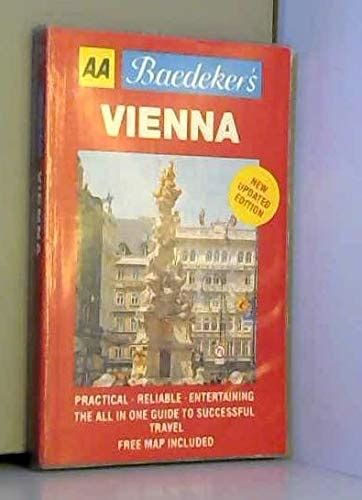 AA
Baedeker's
VIENNA
NEW
UPDATED
EDITION
PRACTICAL · RELIABLE · ENTERTAINING
THE ALL IN ONE GUIDE TO SUCCESSFUL
TRAVEL
FREE MAP INCLUDED
VIENNA